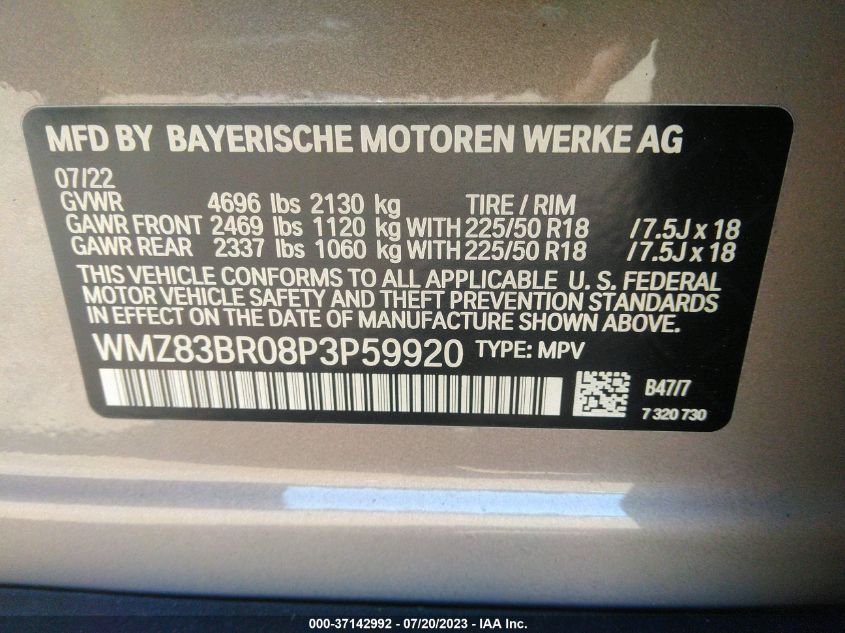 MFD BY BAYERISCHE MOTOREN WERKE AG
07/22
GVWR 4696 lbs 2130 kg TIRE / RIM
GAWR FRONT 2469 lbs 1120 kg WITH 225/50 R18 /7.5J x 18
GAWR REAR 2337 lbs 1060 kg WITH 225/50 R18 /7.5J x 18
THIS VEHICLE CONFORMS TO ALL APPLICABLE U. S. FEDERAL
MOTOR VEHICLE SAFETY AND THEFT PREVENTION STANDARDS
IN EFFECT ON THE DATE OF MANUFACTURE SHOWN ABOVE.
WMZ83BR08P3P59920 TYPE: MPV
B47/7
7 320 730
000-37142992 - 07/20/2023 - IAA Inc.